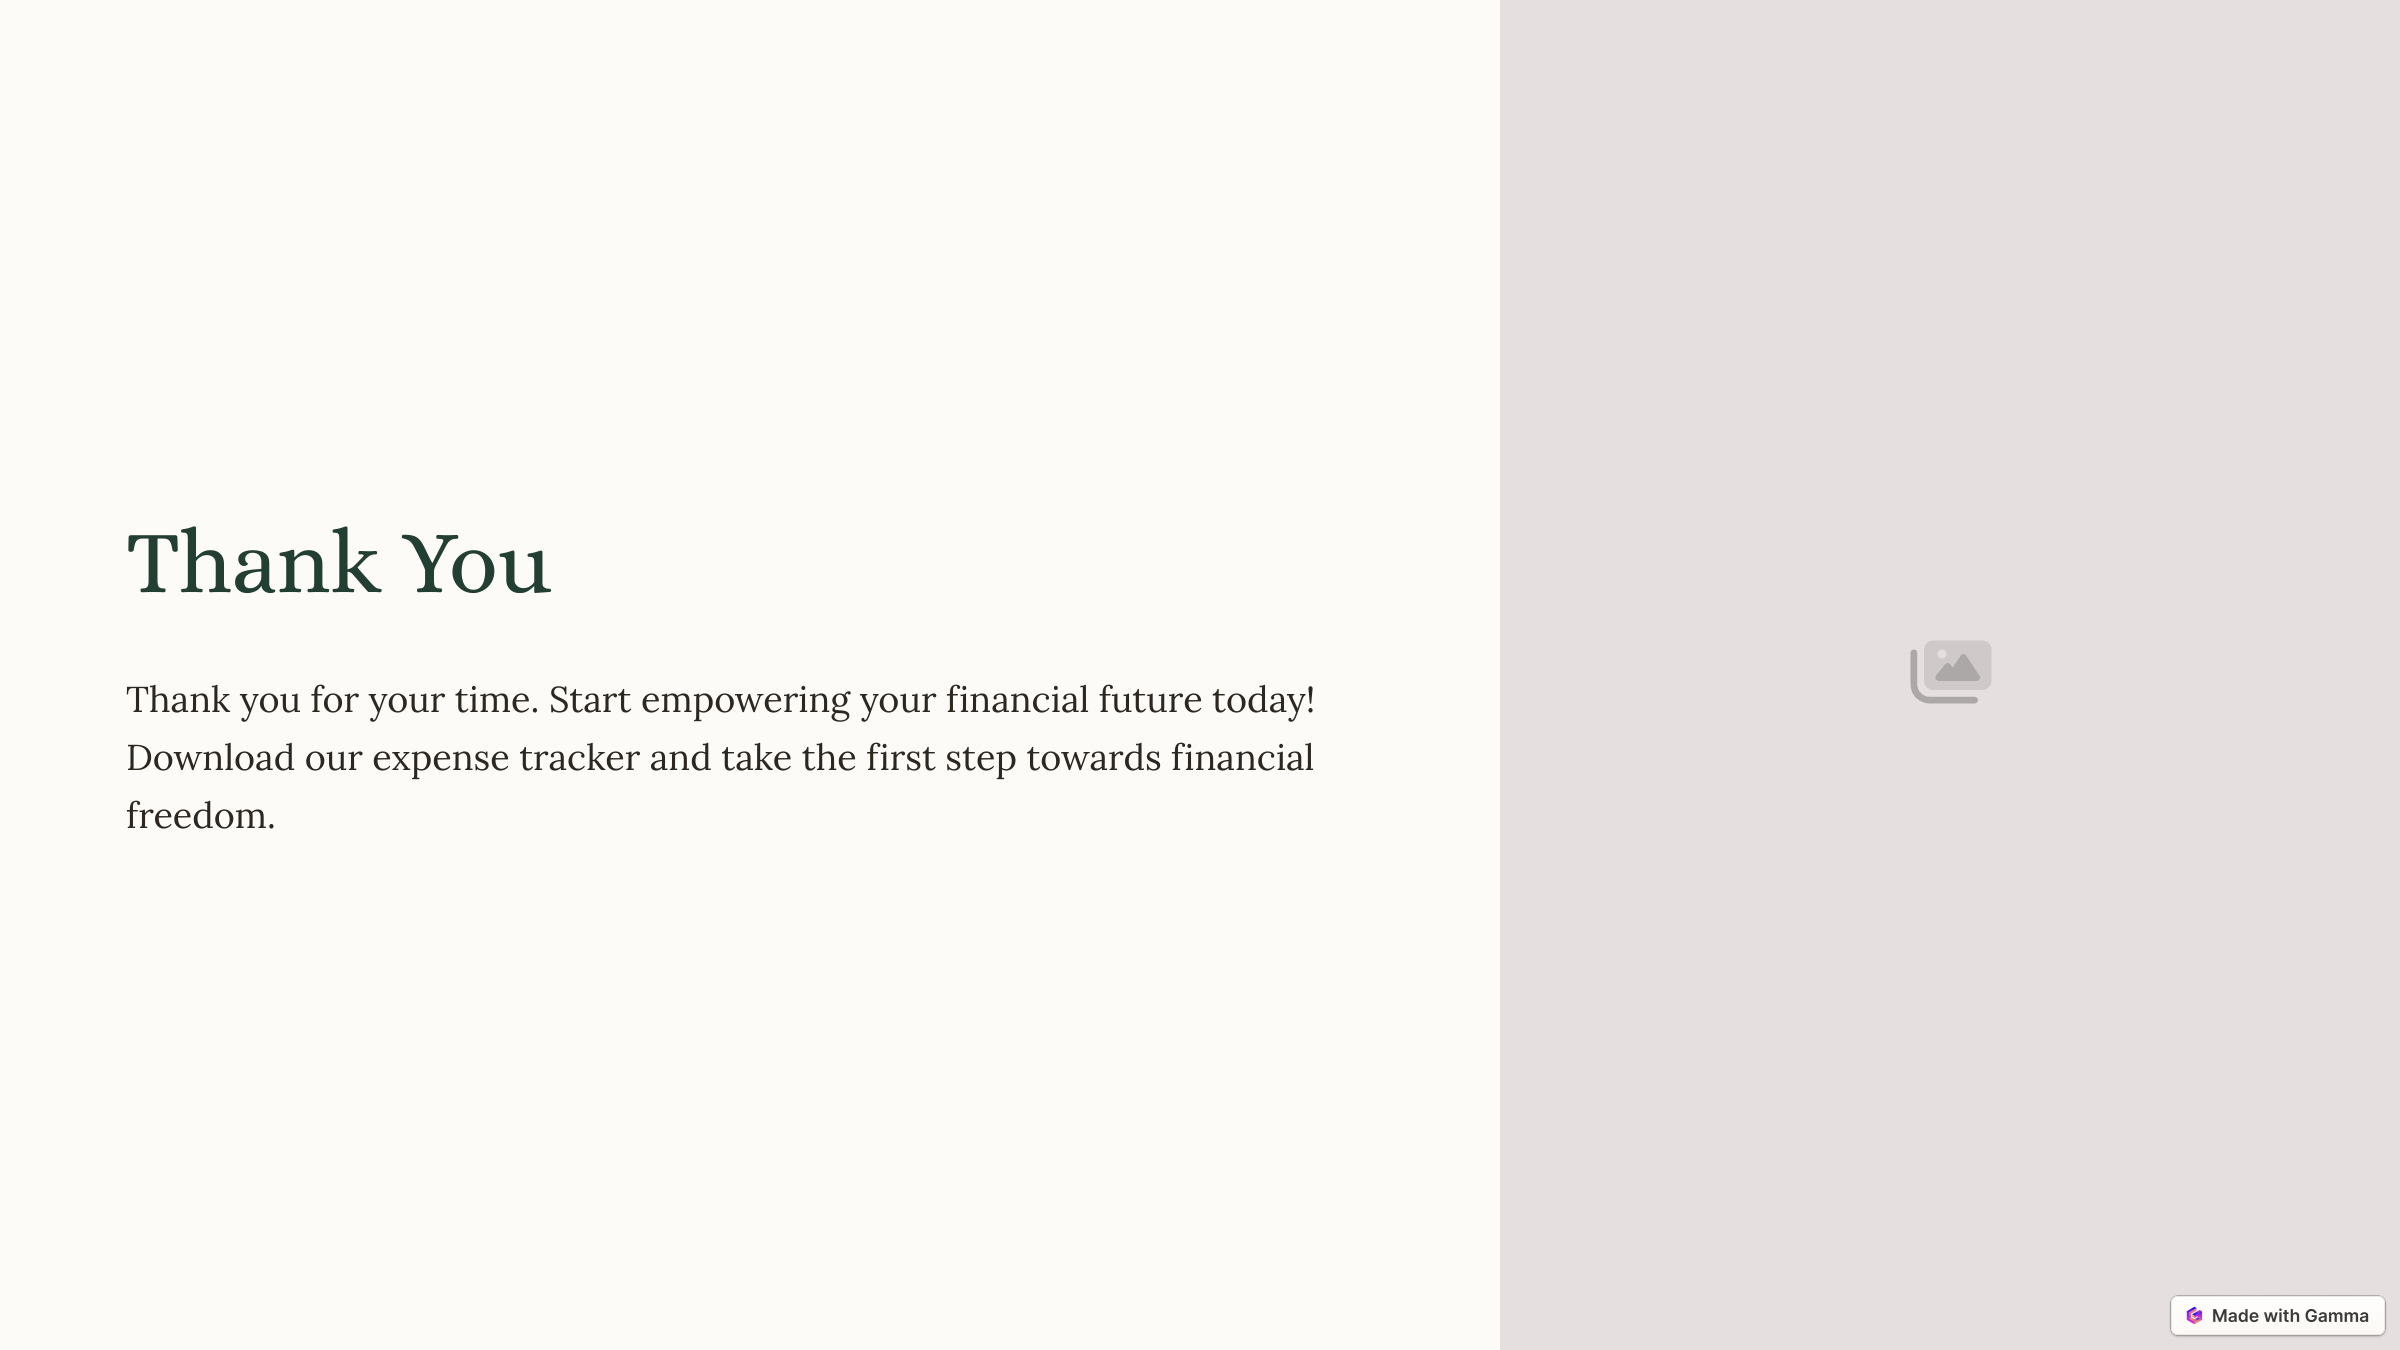 Thank You
Thank you for your time. Start empowering your financial future today!
Download our expense tracker and take the first step towards financial
freedom.
Made with Gamma